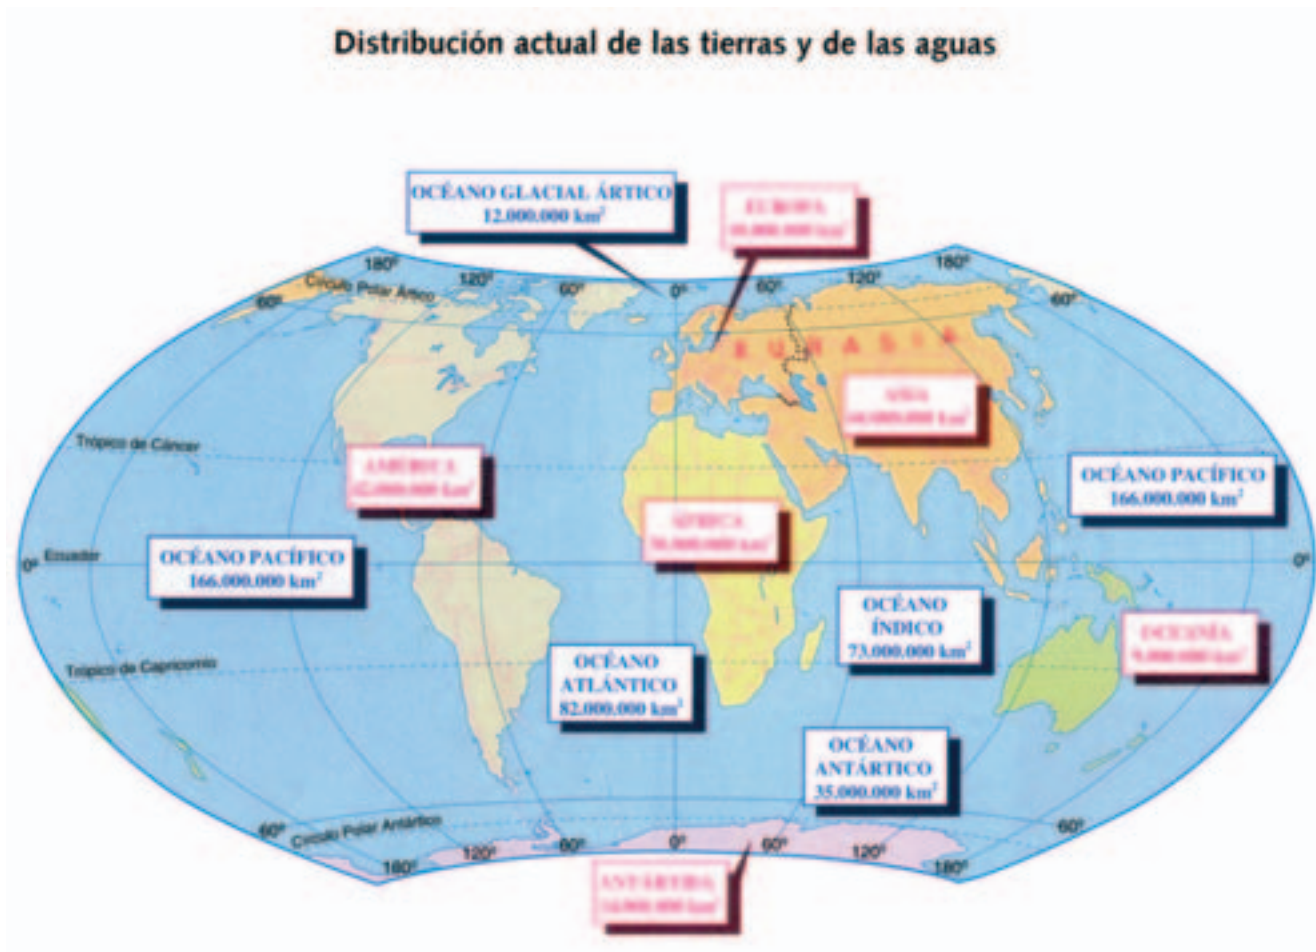 Distribución actual de las tierras y de las aguas
OCÉANO GLACIAL ÁRTICO
12.000.000 km²
EUROPA
180º
120º
60º
0º
60º
120º
180º
Círculo Polar Ártico
60º
60º
EURASIA
ASIA
Trópico de Cáncer
AMÉRICA
OCÉANO PACÍFICO
166.000.000 km²
ÁFRICA
0º
Ecuador
OCÉANO PACÍFICO
166.000.000 km²
0º
OCÉANO
ÍNDICO
73.000.000 km²
OCEANÍA
9.000.000 km²
Trópico de Capricornio
OCÉANO
ATLÁNTICO
82.000.000 km²
OCÉANO
ANTÁRTICO
35.000.000 km²
60º
Círculo Polar Antártico
60º
180º
120º
60º
0º
60º
120º
180º
ANTÁRTIDA